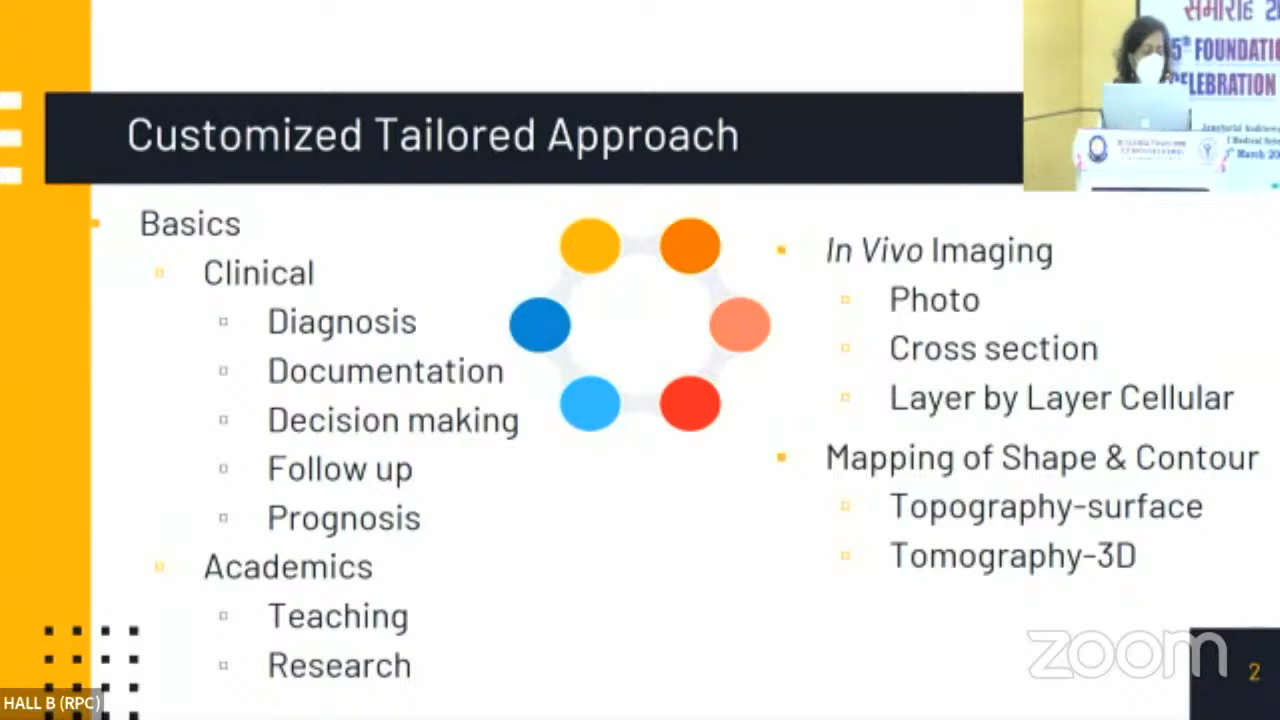 Customized Tailored Approach
Basics
Clinical
Diagnosis
Documentation
Decision making
Follow up
Prognosis
Academics
Teaching
Research
In Vivo Imaging
Photo
Cross section
Layer by Layer Cellular
Mapping of Shape & Contour
Topography-surface
Tomography-3D
समारोह
5th FOUNDATIO
CELEBRATION
March
zoom
2
HALL B (RPC)